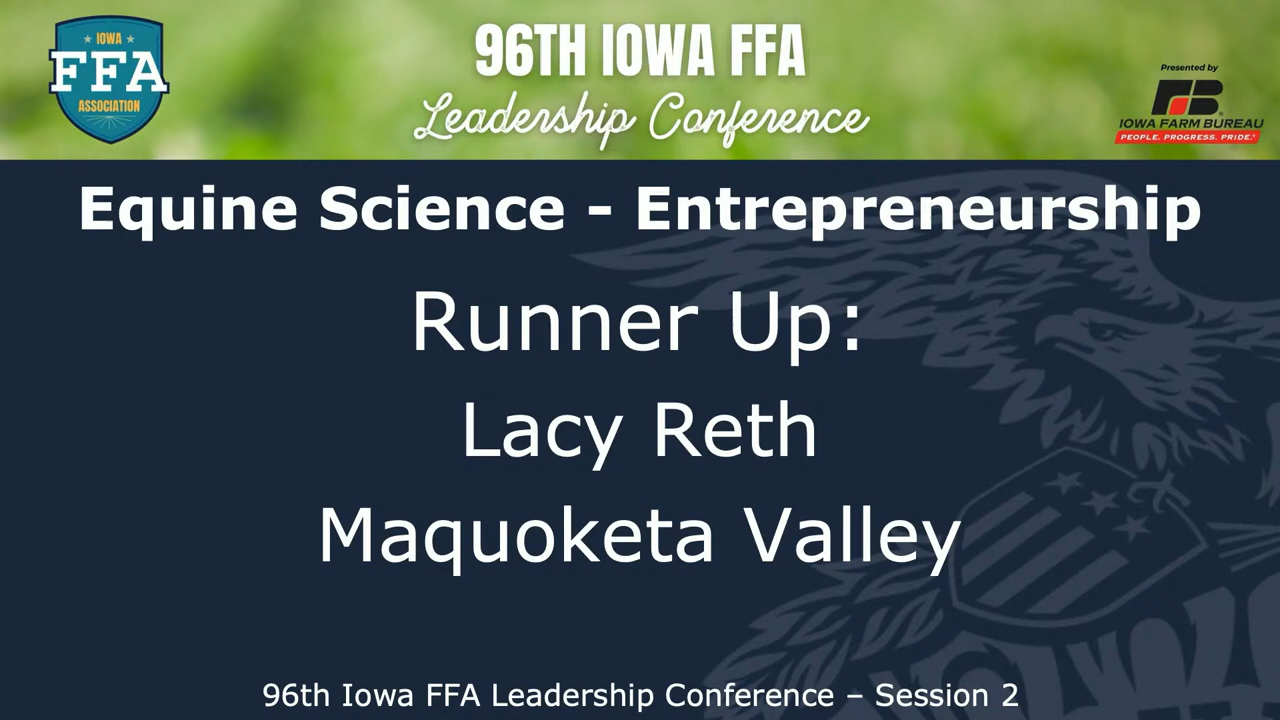 IOWA
FFA
ASSOCIATION
96TH IOWA FFA
Leadership Conference
Presented by
FB
IOWA FARM BUREAU
PEOPLE. PROGRESS. PRIDE.®
Equine Science - Entrepreneurship
Runner Up:
Lacy Reth
Maquoketa Valley
96th Iowa FFA Leadership Conference – Session 2